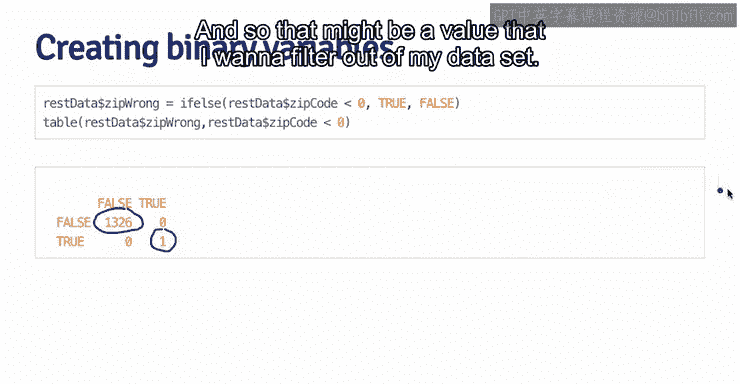 And so that might be a value that
I wanna filter out of my data set.
Creating binary variables
restData$zipWrong = ifelse(restData$zipCode < 0, TRUE, FALSE)
table(restData$zipWrong,restData$zipCode < 0)
FALSE TRUE
FALSE 1326 0
TRUE 0 1